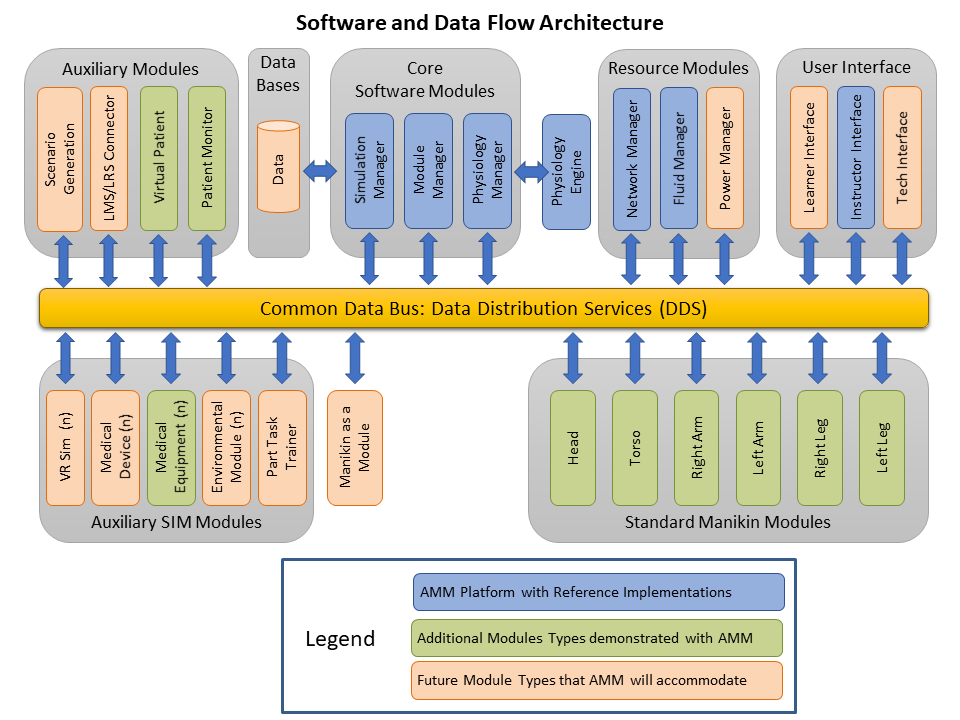 Software and Data Flow Architecture
Auxiliary Modules
Scenario
Generation
LMS/LRS Connector
Virtual Patient
Patient Monitor
Data
Bases
Data
Core
Software Modules
Simulation
Manager
Module
Manager
Physiology
Manager
Physiology
Engine
Resource Modules
Network Manager
Fluid Manager
Power Manager
User Interface
Learner Interface
Instructor Interface
Tech Interface
Common Data Bus: Data Distribution Services (DDS)
VR Sim (n)
Medical
Device (n)
Medical
Equipment (n)
Environmental
Module (n)
Part Task
Trainer
Auxiliary SIM Modules
Manikin as a
Module
Head
Torso
Right Arm
Left Arm
Right Leg
Left Leg
Standard Manikin Modules
Legend
AMM Platform with Reference Implementations
Additional Modules Types demonstrated with AMM
Future Module Types that AMM will accommodate